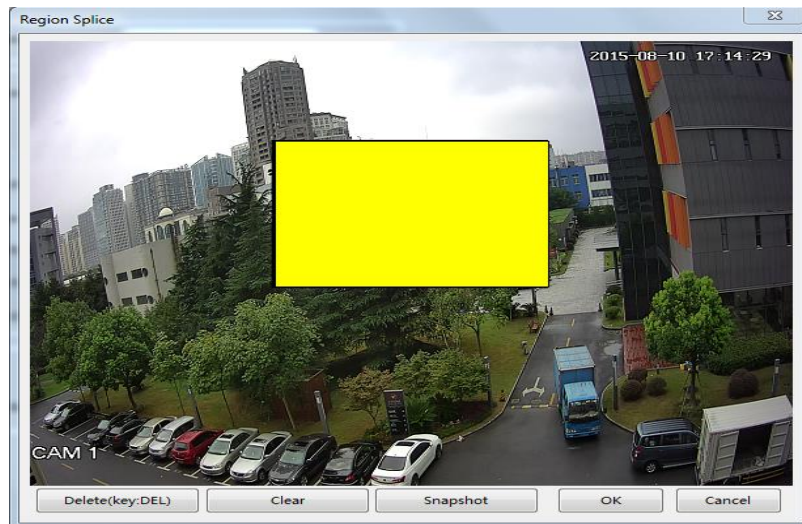 Region Splice
2015-08-10 17:14:29
CAM 1
Delete(key:DEL)
Clear
Snapshot
OK
Cancel